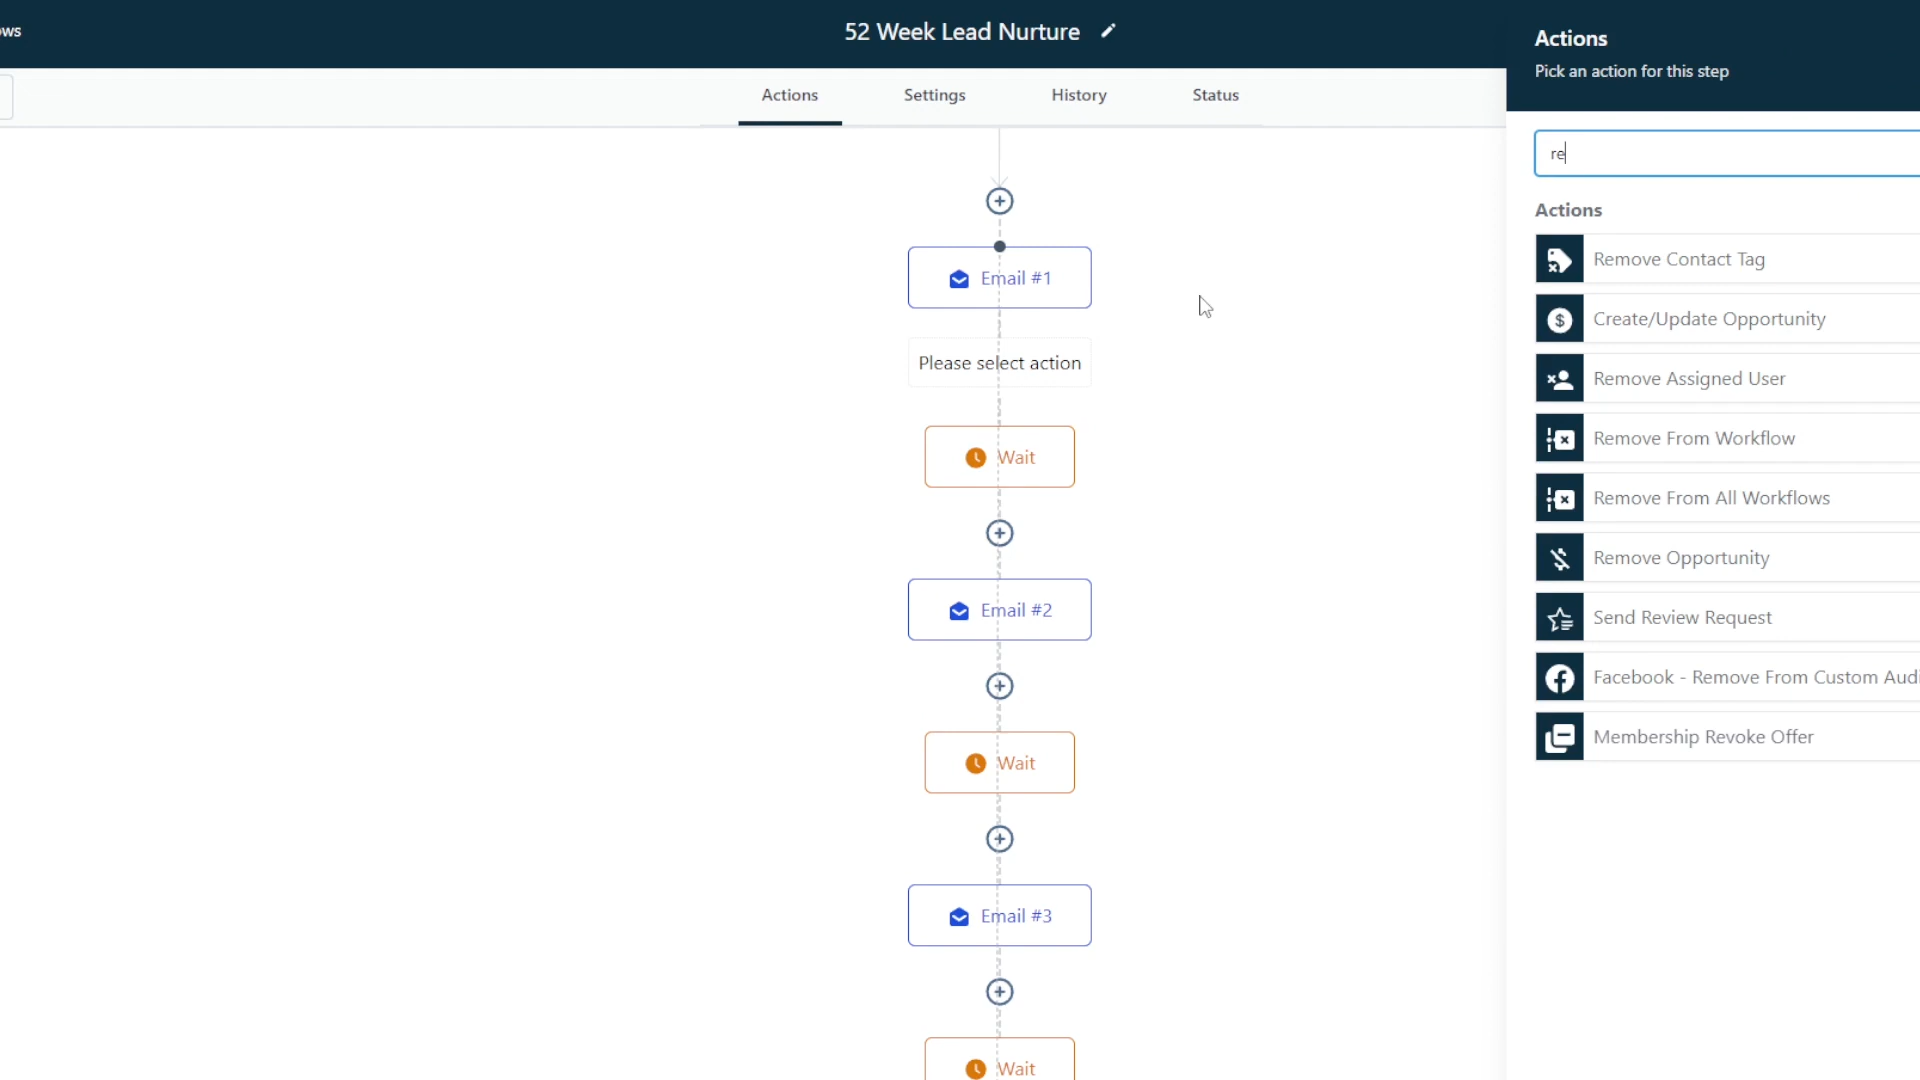 ows
52 Week Lead Nurture
Actions
Settings
History
Status
Email #1
Please select action
Wait
Email #2
Wait
Email #3
Wait
Actions
Pick an action for this step
re
Actions
Remove Contact Tag
Create/Update Opportunity
Remove Assigned User
Remove From Workflow
Remove From All Workflows
Remove Opportunity
Send Review Request
Facebook - Remove From Custom Audi
Membership Revoke Offer